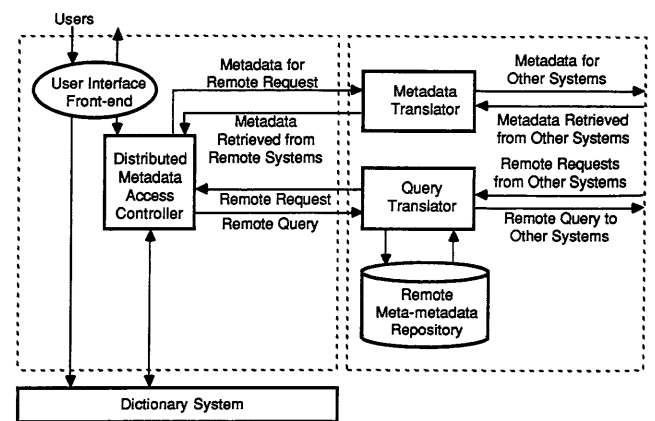 Users
User Interface
Front-end
Metadata for
Remote Request
Metadata
Retrieved from
Remote Systems
Distributed
Metadata
Access
Controller
Remote Request
Remote Query
Metadata
Translator
Metadata for
Other Systems
Metadata Retrieved
from Other Systems
Remote Requests
from Other Systems
Query
Translator
Remote Query to
Other Systems
Remote
Meta-metadata
Repository
Dictionary System